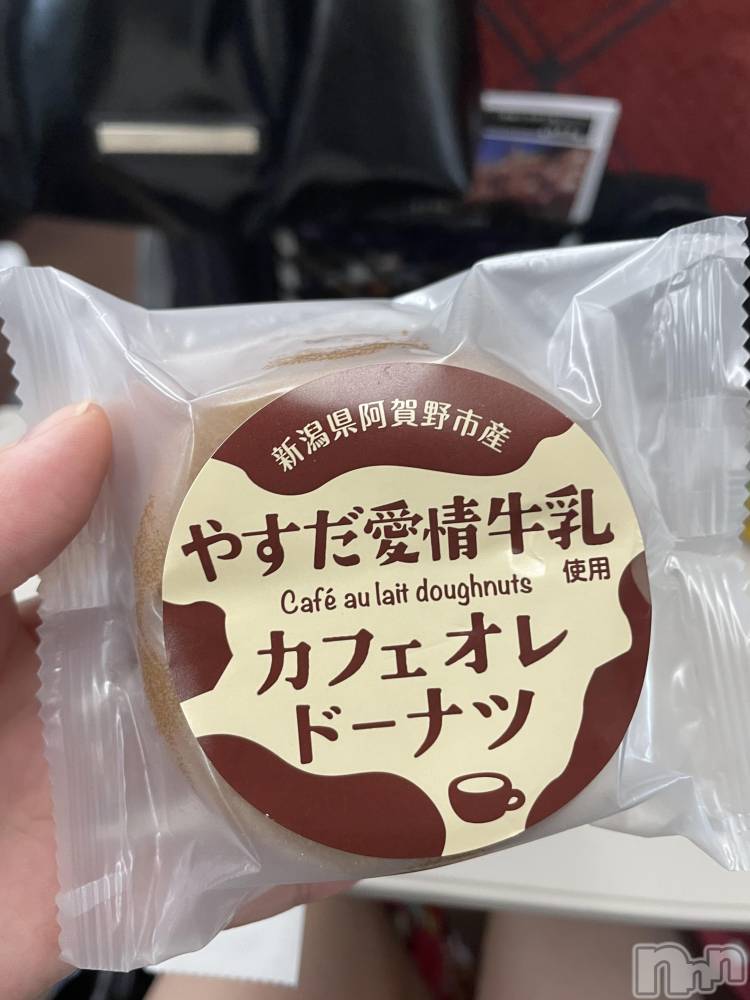 新潟県阿賀野市産
やすだ愛情牛乳
使用
Café au lait doughnuts
カフェオレ
ドーナツ
nnn